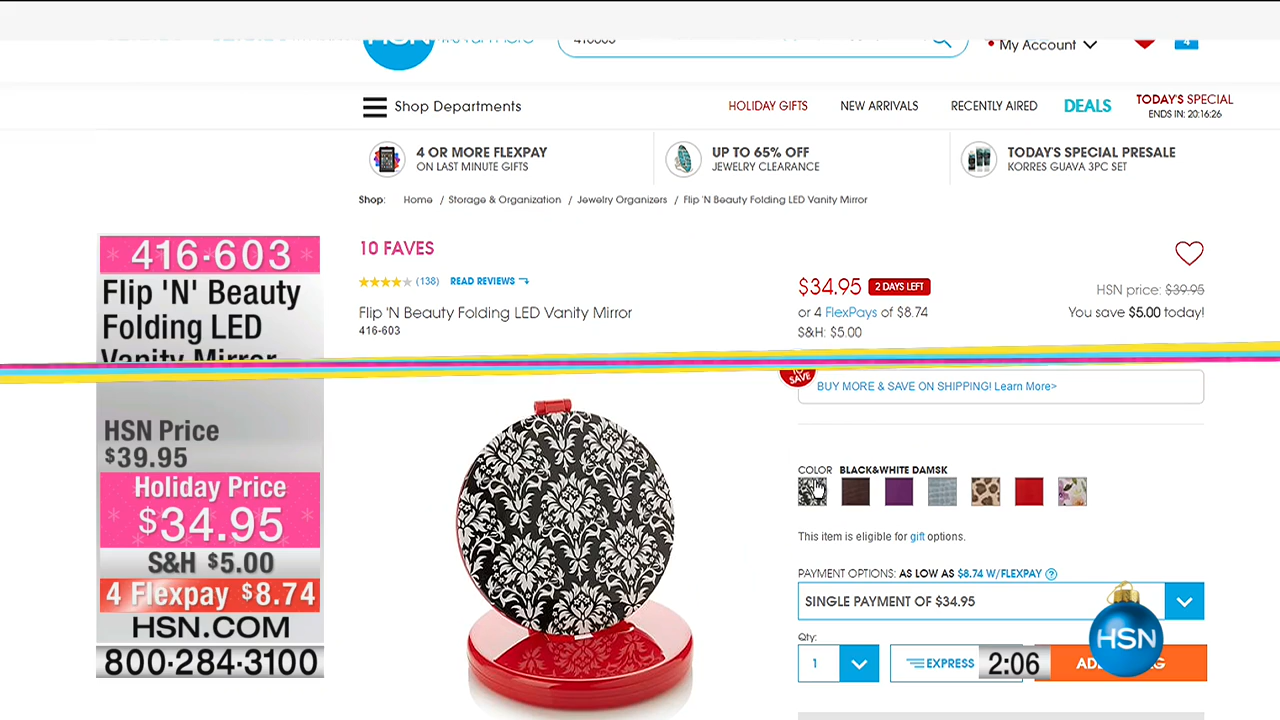 HSN
410603
My Account
4
Shop Departments
HOLIDAY GIFTS
NEW ARRIVALS
RECENTLY AIRED
DEALS
TODAY'S SPECIAL
ENDS IN: 20:16:26
4 OR MORE FLEXPAY
ON LAST MINUTE GIFTS
UP TO 65% OFF
JEWELRY CLEARANCE
TODAY'S SPECIAL PRESALE
KORRES GUAVA 3PC SET
Shop: Home / Storage & Organization / Jewelry Organizers / Flip 'N Beauty Folding LED Vanity Mirror
416-603
Flip 'N' Beauty
Folding LED
Vanity Mirror
HSN Price
$39.95
Holiday Price
$34.95
S&H $5.00
4 Flexpay $8.74
HSN.COM
800-284-3100
10 FAVES
(138) READ REVIEWS
Flip 'N Beauty Folding LED Vanity Mirror
416-603
$34.95 2 DAYS LEFT
or 4 FlexPays of $8.74
S&H: $5.00
HSN price: $39.95
You save $5.00 today!
SAVE
BUY MORE & SAVE ON SHIPPING! Learn More>
COLOR BLACK&WHITE DAMSK
This item is eligible for gift options.
PAYMENT OPTIONS: AS LOW AS $8.74 W/FLEXPAY ?
SINGLE PAYMENT OF $34.95
Qty:
1
EXPRESS
2:06
HSN